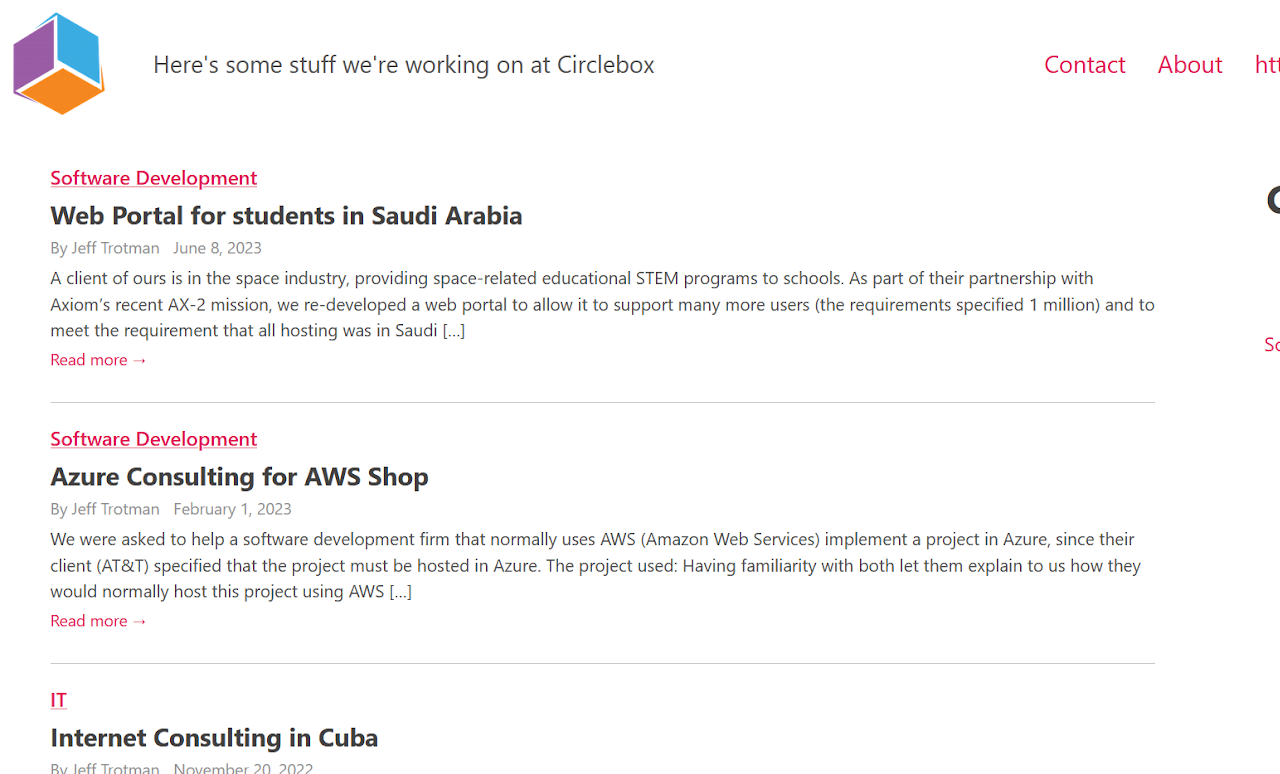 Here's some stuff we're working on at Circlebox
Contact
About
Software Development
Web Portal for students in Saudi Arabia
By Jeff Trotman June 8, 2023
A client of ours is in the space industry, providing space-related educational STEM programs to schools. As part of their partnership with
Axiom’s recent AX-2 mission, we re-developed a web portal to allow it to support many more users (the requirements specified 1 million) and to
meet the requirement that all hosting was in Saudi […]
Read more →
Software Development
Azure Consulting for AWS Shop
By Jeff Trotman February 1, 2023
We were asked to help a software development firm that normally uses AWS (Amazon Web Services) implement a project in Azure, since their
client (AT&T) specified that the project must be hosted in Azure. The project used: Having familiarity with both let them explain to us how they
would normally host this project using AWS […]
Read more →
IT
Internet Consulting in Cuba
By Jeff Trotman November 20, 2022